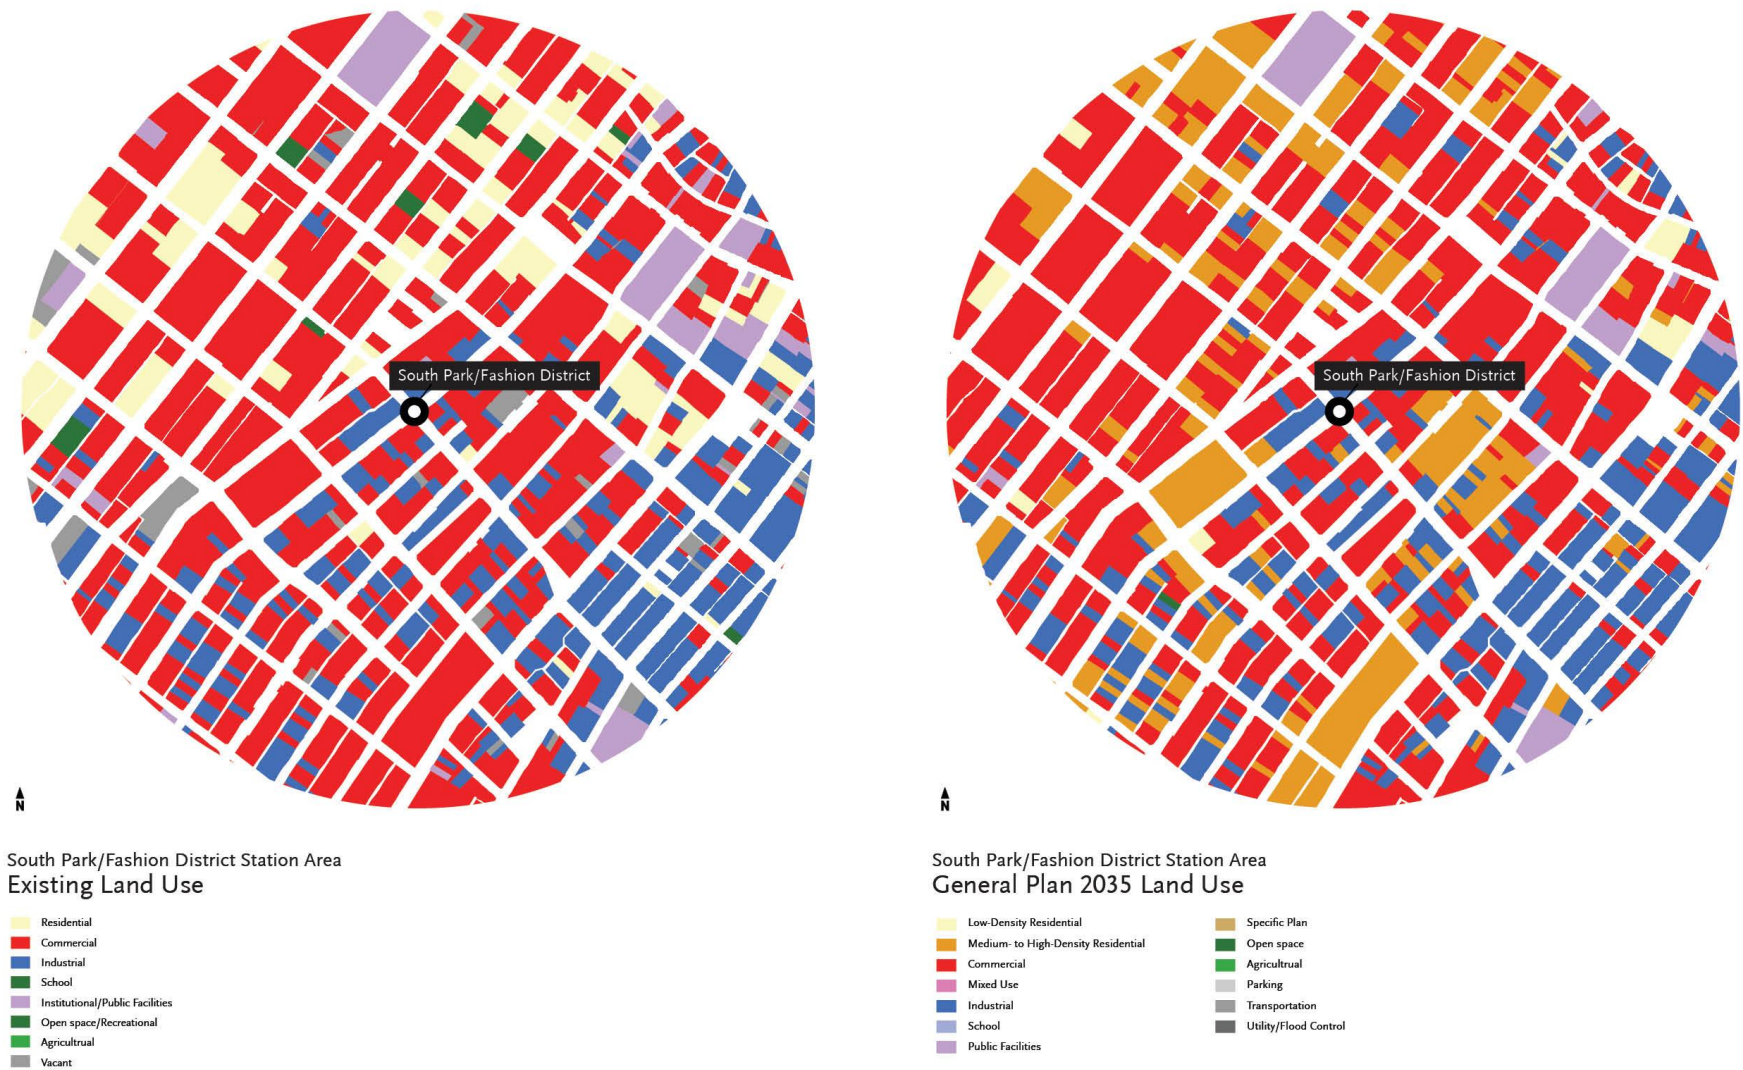 South Park/Fashion District
South Park/Fashion District
N
N
South Park/Fashion District Station Area
Existing Land Use
Residential
Commercial
Industrial
School
Institutional/Public Facilities
Open space/Recreational
Agricultrual
Vacant
South Park/Fashion District Station Area
General Plan 2035 Land Use
Low-Density Residential
Medium- to High-Density Residential
Commercial
Mixed Use
Industrial
School
Public Facilities
Specific Plan
Open space
Agricultrual
Parking
Transportation
Utility/Flood Control